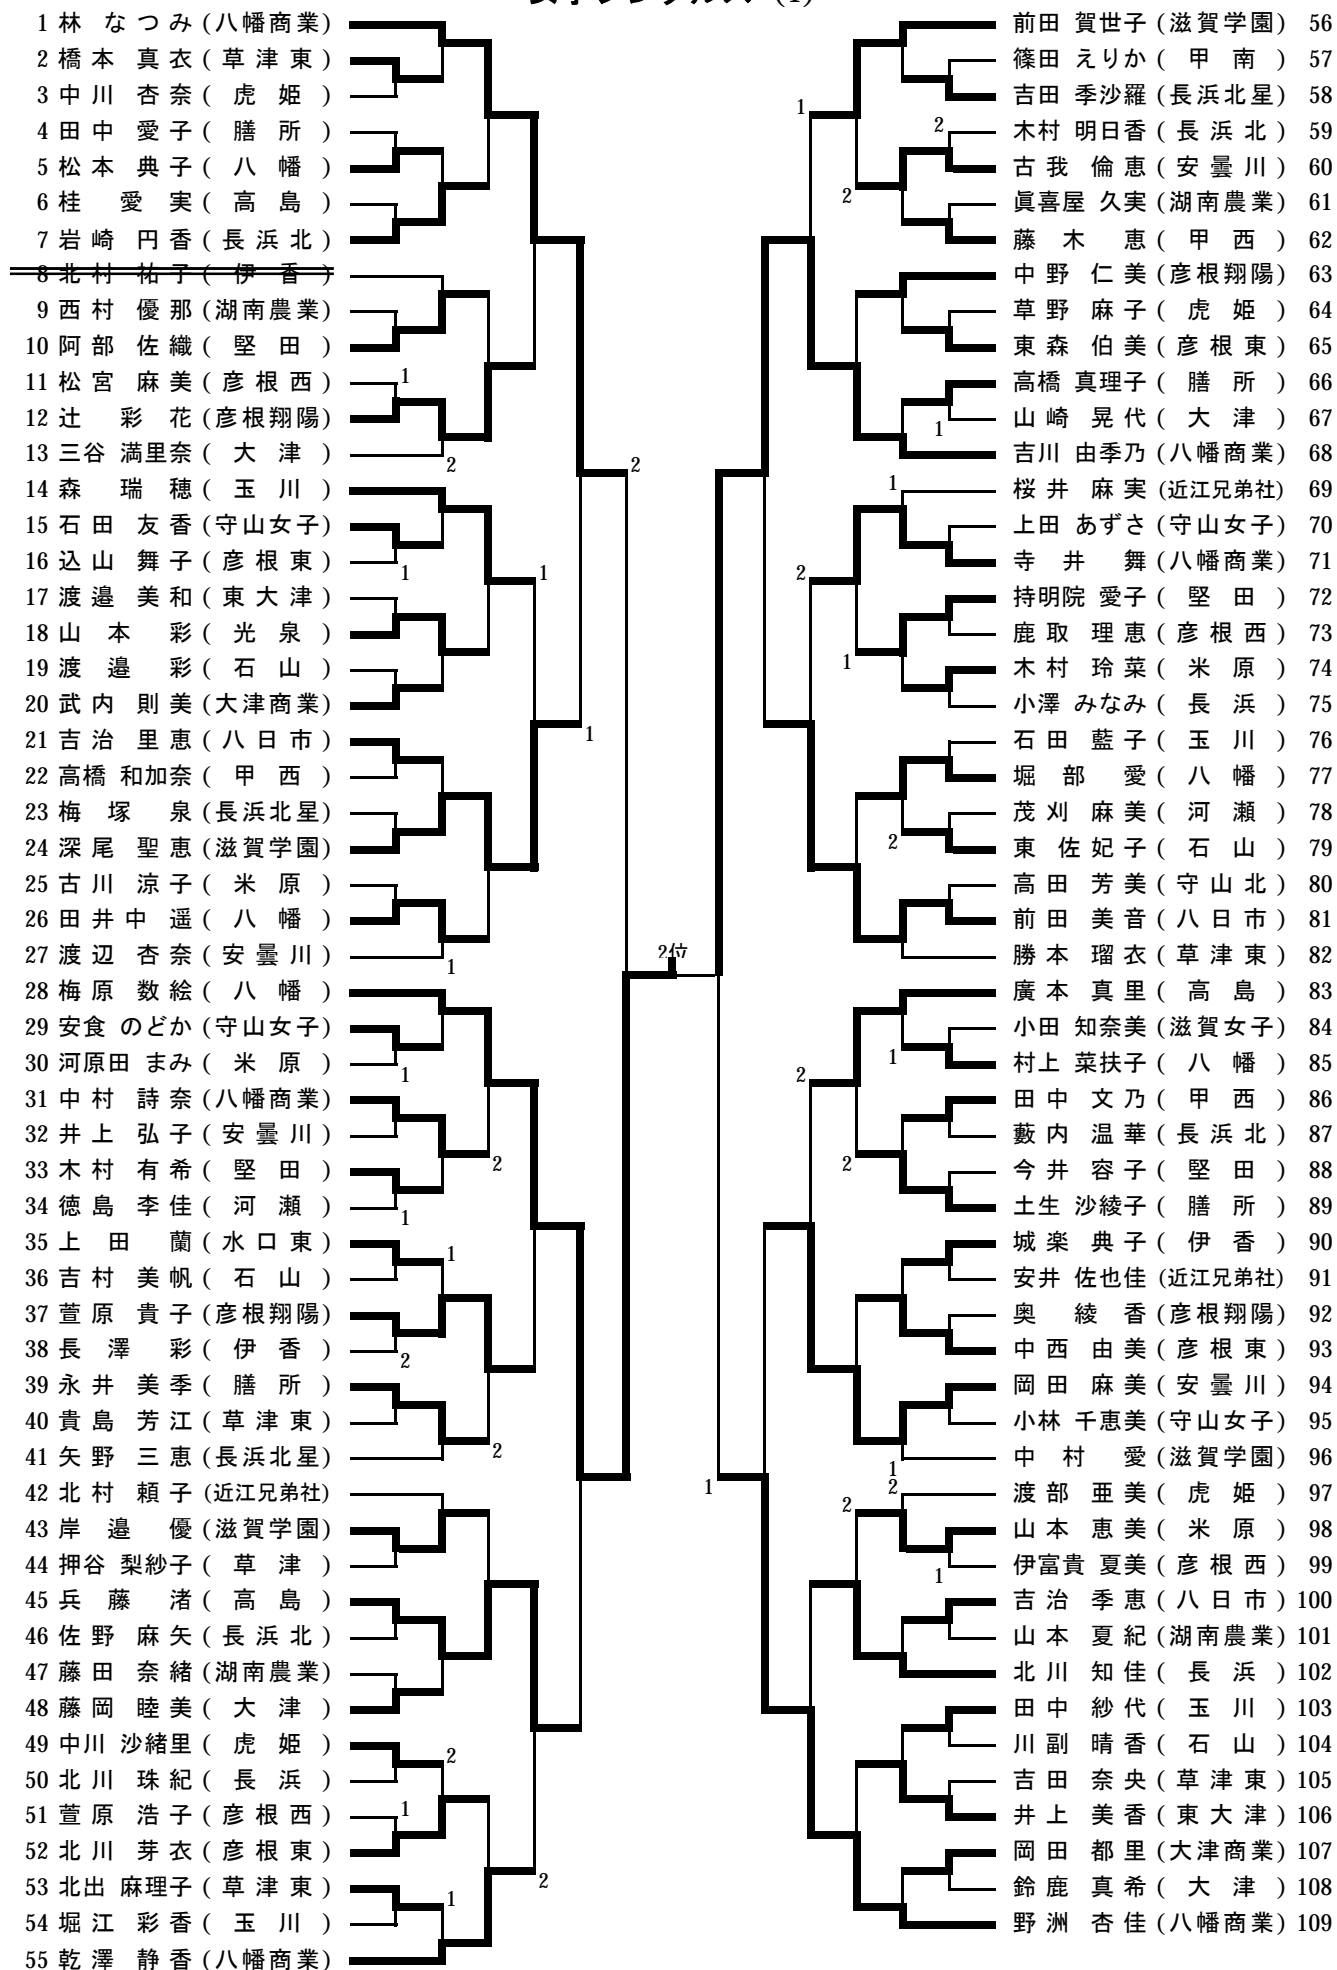 1 林 なつみ (八幡商業)
2 橋本 真衣 (草津東)
3 中川 杏奈 (虎姫)
4 田中 愛子 (膳所)
5 松本 典子 (八幡)
6 桂 愛実 (高島)
7 岩崎 円香 (長浜北)
8 北村 祐子 (伊香)
9 西村 優那 (湖南農業)
10 阿部 佐織 (堅田)
11 松宮 麻美 (彦根西) 1
12 辻 彩花 (彦根翔陽)
13 三谷 満里奈 (大津) 2
14 森 瑞穂 (玉川)
15 石田 友香 (守山女子)
16 込山 舞子 (彦根東) 1 1
17 渡邉 美和 (東大津)
18 山本 彩 (光泉)
19 渡邉 彩 (石山)
20 武内 則美 (大津商業)
21 吉治 里恵 (八日市) 1
22 高橋 和加奈 (甲西)
23 梅塚 泉 (長浜北星)
24 深尾 聖恵 (滋賀学園)
25 古川 涼子 (米原)
26 田井中 遥 (八幡)
27 渡辺 杏奈 (安曇川) 1
28 梅原 数絵 (八幡)
29 安食 のどか (守山女子)
30 河原田 まみ (米原) 1
31 中村 詩奈 (八幡商業)
32 井上 弘子 (安曇川)
33 木村 有希 (堅田) 2
34 徳島 李佳 (河瀬) 1
35 上田 蘭 (水口東) 1
36 吉村 美帆 (石山)
37 萱原 貴子 (彦根翔陽)
38 長澤 彩 (伊香) 2
39 永井 美季 (膳所)
40 貴島 芳江 (草津東)
41 矢野 三恵 (長浜北星) 2
42 北村 頼子 (近江兄弟社)
43 岸邉 優 (滋賀学園)
44 押谷 梨紗子 (草津)
45 兵藤 渚 (高島)
46 佐野 麻矢 (長浜北)
47 藤田 奈緒 (湖南農業)
48 藤岡 睦美 (大津)
49 中川 沙緒里 (虎姫) 2
50 北川 珠紀 (長浜)
51 萱原 浩子 (彦根西) 1
52 北川 芽衣 (彦根東)
53 北出 麻理子 (草津東) 1 2
54 堀江 彩香 (玉川)
55 乾澤 静香 (八幡商業)
2
2位
1
前田 賀世子 (滋賀学園) 56
篠田 えりか (甲南) 57
1 吉田 季沙羅 (長浜北星) 58
2 木村 明日香 (長浜北) 59
古我 倫恵 (安曇川) 60
2 眞喜屋 久実 (湖南農業) 61
藤木 恵 (甲西) 62
中野 仁美 (彦根翔陽) 63
草野 麻子 (虎姫) 64
東森 伯美 (彦根東) 65
高橋 真理子 (膳所) 66
1 山崎 晃代 (大津) 67
吉川 由季乃 (八幡商業) 68
1 桜井 麻実 (近江兄弟社) 69
上田 あずさ (守山女子) 70
2 寺井 舞 (八幡商業) 71
持明院 愛子 (堅田) 72
鹿取 理恵 (彦根西) 73
1 木村 玲菜 (米原) 74
小澤 みなみ (長浜) 75
石田 藍子 (玉川) 76
堀部 愛 (八幡) 77
茂刈 麻美 (河瀬) 78
2 東 佐妃子 (石山) 79
高田 芳美 (守山北) 80
前田 美音 (八日市) 81
勝本 瑠衣 (草津東) 82
廣本 真里 (高島) 83
小田 知奈美 (滋賀女子) 84
2 1 村上 菜扶子 (八幡) 85
田中 文乃 (甲西) 86
藪内 温華 (長浜北) 87
2 今井 容子 (堅田) 88
土生 沙綾子 (膳所) 89
城楽 典子 (伊香) 90
安井 佐也佳 (近江兄弟社) 91
奥 綾香 (彦根翔陽) 92
中西 由美 (彦根東) 93
岡田 麻美 (安曇川) 94
小林 千恵美 (守山女子) 95
1 中村 愛 (滋賀学園) 96
2 2 渡部 亜美 (虎姫) 97
山本 恵美 (米原) 98
1 伊富貴 夏美 (彦根西) 99
吉治 季恵 (八日市) 100
山本 夏紀 (湖南農業) 101
北川 知佳 (長浜) 102
田中 紗代 (玉川) 103
川副 晴香 (石山) 104
吉田 奈央 (草津東) 105
井上 美香 (東大津) 106
岡田 都里 (大津商業) 107
鈴鹿 真希 (大津) 108
野洲 杏佳 (八幡商業) 109